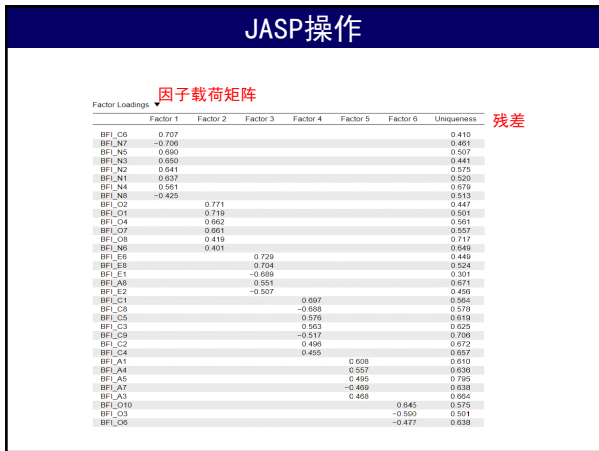 JASP操作
因子载荷矩阵
Factor Loadings ▼
Factor 1 Factor 2 Factor 3 Factor 4 Factor 5 Factor 6 Uniqueness 残差
BFI_C6 0.707 0.410
BFI_N7 −0.706 0.461
BFI_N5 0.690 0.507
BFI_N3 0.650 0.441
BFI_N2 0.641 0.575
BFI_N1 0.637 0.520
BFI_N4 0.561 0.679
BFI_N8 −0.425 0.513
BFI_O2 0.771 0.447
BFI_O1 0.719 0.501
BFI_O4 0.662 0.561
BFI_O7 0.661 0.557
BFI_O8 0.419 0.717
BFI_N6 0.401 0.649
BFI_E6 0.729 0.449
BFI_E8 0.704 0.524
BFI_E1 −0.689 0.301
BFI_A8 0.551 0.671
BFI_E2 −0.507 0.456
BFI_C1 0.697 0.564
BFI_C8 −0.688 0.578
BFI_C5 0.576 0.619
BFI_C3 0.563 0.625
BFI_C9 −0.517 0.706
BFI_C2 0.496 0.672
BFI_C4 0.455 0.657
BFI_A1 0.608 0.610
BFI_A4 0.557 0.636
BFI_A5 0.495 0.795
BFI_A7 −0.469 0.638
BFI_A3 0.468 0.664
BFI_O10 0.645 0.575
BFI_O3 −0.590 0.501
BFI_O6 −0.477 0.638